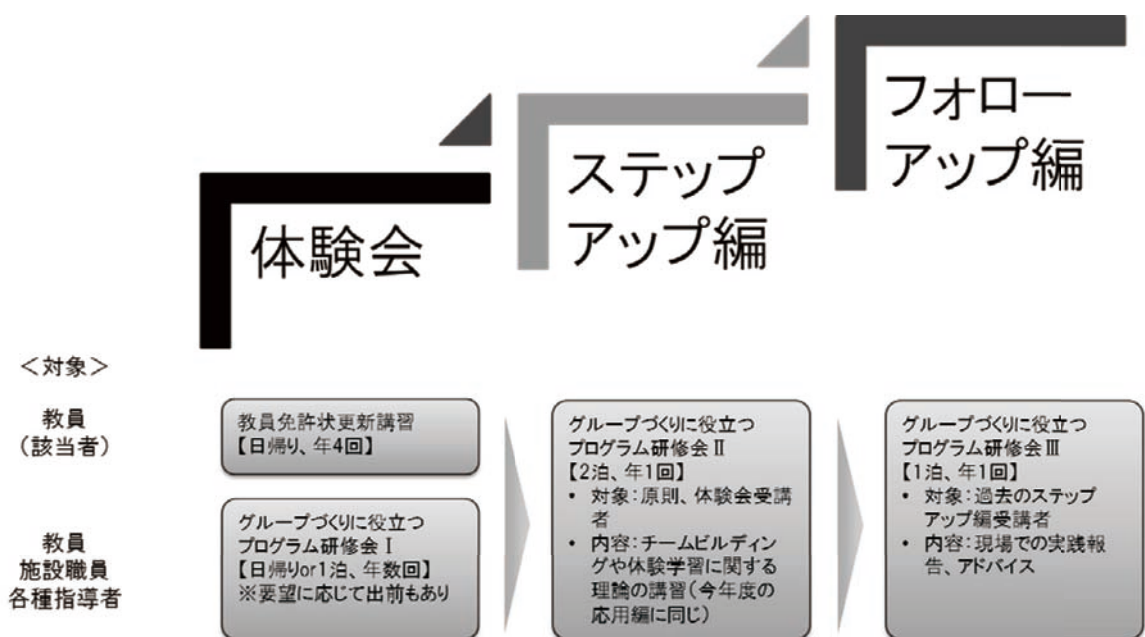 体験会
ステップ
アップ編
フォロー
アップ編
<対象>
教員
(該当者)
教員
施設職員
各種指導者
教員免許状更新講習
【日帰り、年4回】
グループづくりに役立つ
プログラム研修会Ⅰ
【日帰りor1泊、年数回】
※要望に応じて出前もあり
グループづくりに役立つ
プログラム研修会Ⅱ
【2泊、年1回】
• 対象:原則、体験会受講
者
• 内容:チームビルディン
グや体験学習に関する
理論の講習(今年度の
応用編に同じ)
グループづくりに役立つ
プログラム研修会Ⅲ
【1泊、年1回】
• 対象:過去のステップ
アップ編受講者
• 内容:現場での実践報
告、アドバイス